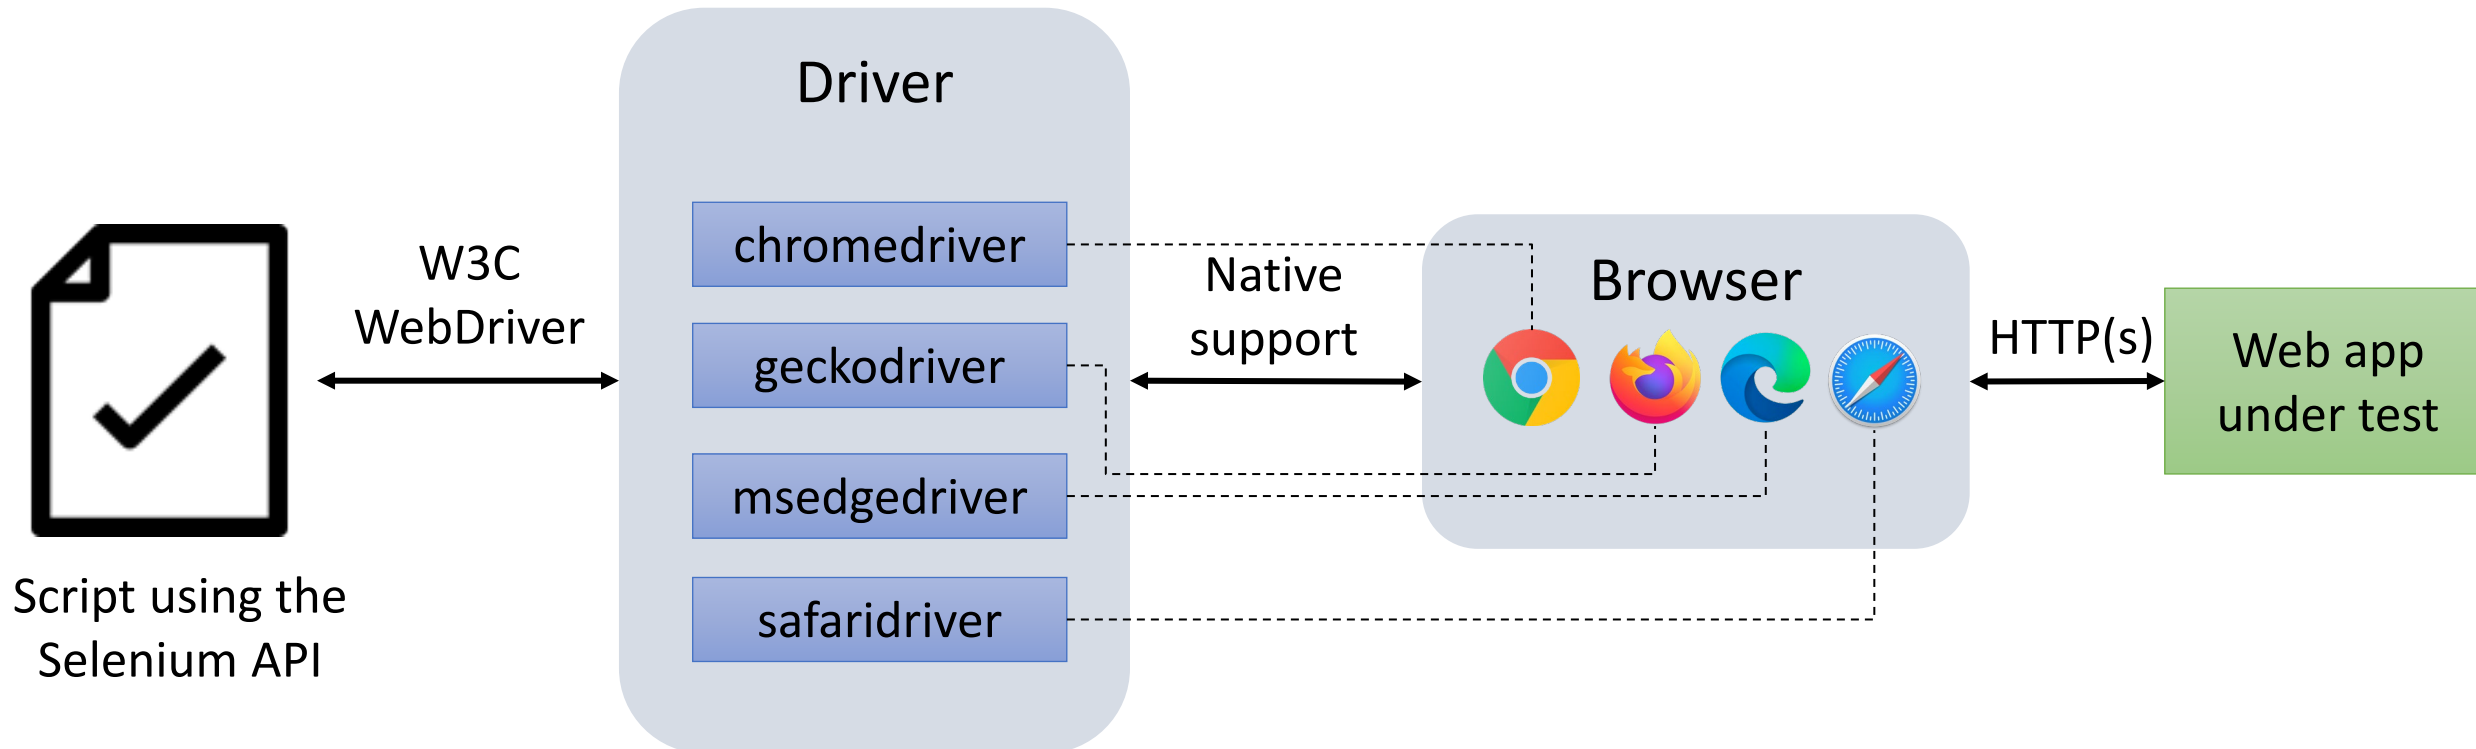 Script using the
Selenium API
W3C
WebDriver
Driver
chromedriver
geckodriver
msedgedriver
safaridriver
Native
support
Browser
HTTP(s)
Web app
under test